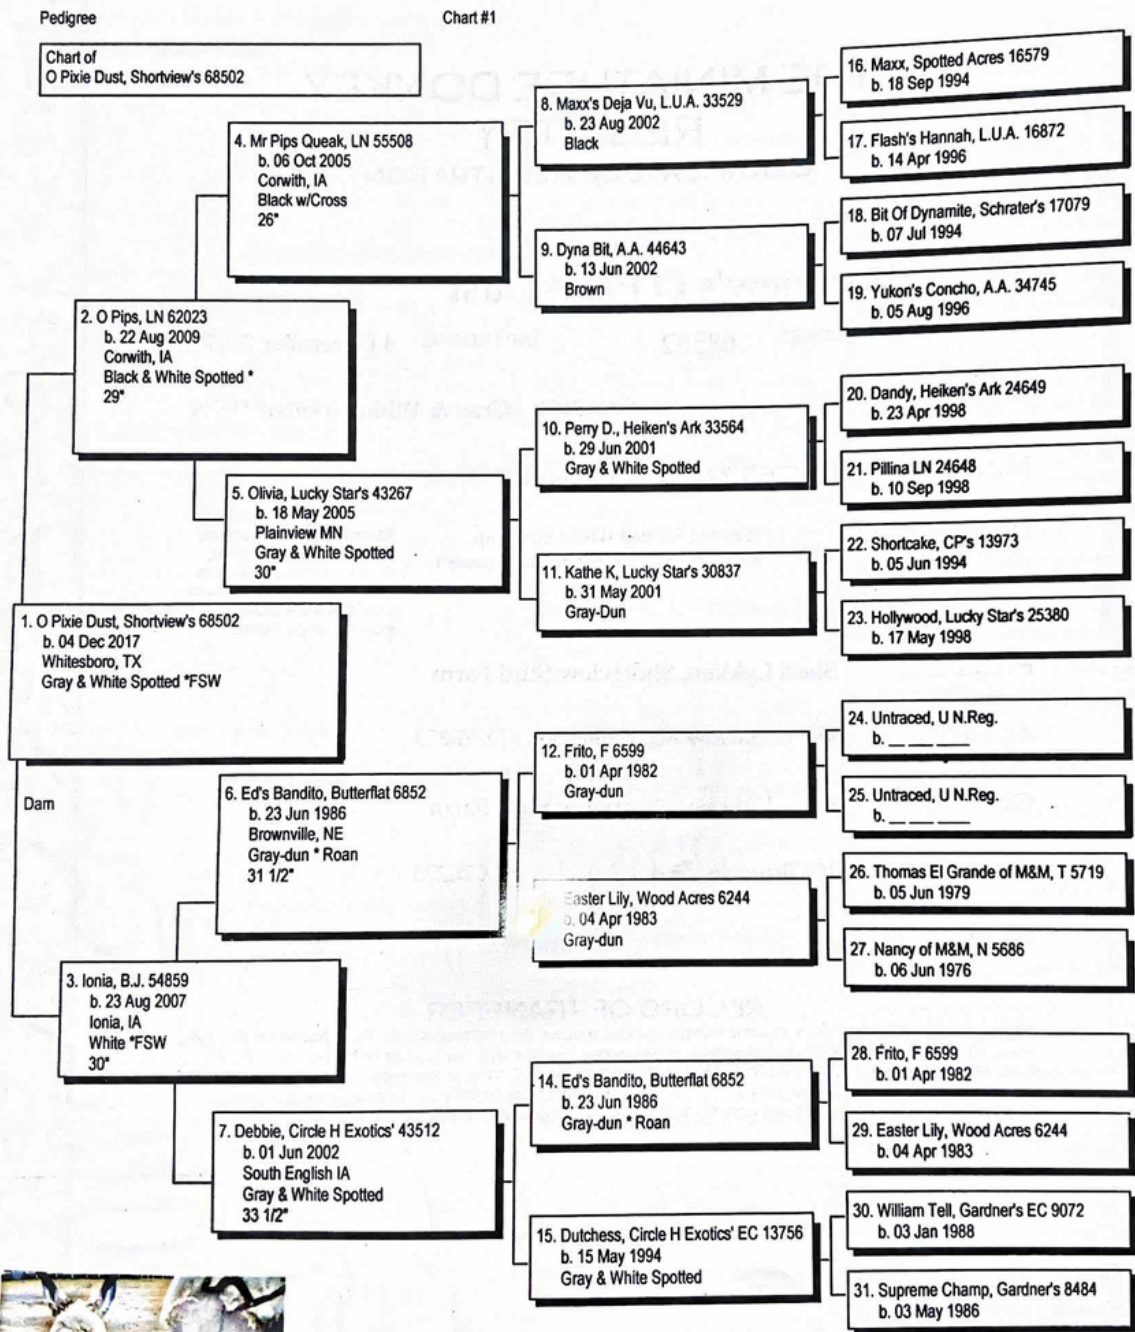 Pedigree
Chart #1
Chart of
O Pixie Dust, Shortview's 68502
1. O Pixie Dust, Shortview's 68502
b. 04 Dec 2017
Whitesboro, TX
Gray & White Spotted *FSW
Dam
2. O Pips, LN 62023
b. 22 Aug 2009
Corwith, IA
Black & White Spotted *
29"
3. Ionia, B.J. 54859
b. 23 Aug 2007
Ionia, IA
White *FSW
30"
4. Mr Pips Queak, LN 55508
b. 06 Oct 2005
Corwith, IA
Black w/Cross
26"
5. Olivia, Lucky Star's 43267
b. 18 May 2005
Plainview MN
Gray & White Spotted
30"
6. Ed's Bandito, Butterflat 6852
b. 23 Jun 1986
Brownville, NE
Gray-dun * Roan
31 1/2"
7. Debbie, Circle H Exotics' 43512
b. 01 Jun 2002
South English IA
Gray & White Spotted
33 1/2"
8. Maxx's Deja Vu, L.U.A. 33529
b. 23 Aug 2002
Black
9. Dyna Bit, A.A. 44643
b. 13 Jun 2002
Brown
10. Perry D., Heiken's Ark 33564
b. 29 Jun 2001
Gray & White Spotted
11. Kathe K, Lucky Star's 30837
b. 31 May 2001
Gray-Dun
12. Frito, F 6599
b. 01 Apr 1982
Gray-dun
Easter Lily, Wood Acres 6244
b. 04 Apr 1983
Gray-dun
14. Ed's Bandito, Butterflat 6852
b. 23 Jun 1986
Gray-dun * Roan
15. Dutchess, Circle H Exotics' EC 13756
b. 15 May 1994
Gray & White Spotted
16. Maxx, Spotted Acres 16579
b. 18 Sep 1994
17. Flash's Hannah, L.U.A. 16872
b. 14 Apr 1996
18. Bit Of Dynamite, Schrater's 17079
b. 07 Jul 1994
19. Yukon's Concho, A.A. 34745
b. 05 Aug 1996
20. Dandy, Heiken's Ark 24649
b. 23 Apr 1998
21. Pillina LN 24648
b. 10 Sep 1998
22. Shortcake, CP's 13973
b. 05 Jun 1994
23. Hollywood, Lucky Star's 25380
b. 17 May 1998
24. Untraced, U N.Reg.
b. __ ___ ____
25. Untraced, U N.Reg.
b. __ ___ ____
26. Thomas El Grande of M&M, T 5719
b. 05 Jun 1979
27. Nancy of M&M, N 5686
b. 06 Jun 1976
28. Frito, F 6599
b. 01 Apr 1982
29. Easter Lily, Wood Acres 6244
b. 04 Apr 1983
30. William Tell, Gardner's EC 9072
b. 03 Jan 1988
31. Supreme Champ, Gardner's 8484
b. 03 May 1986